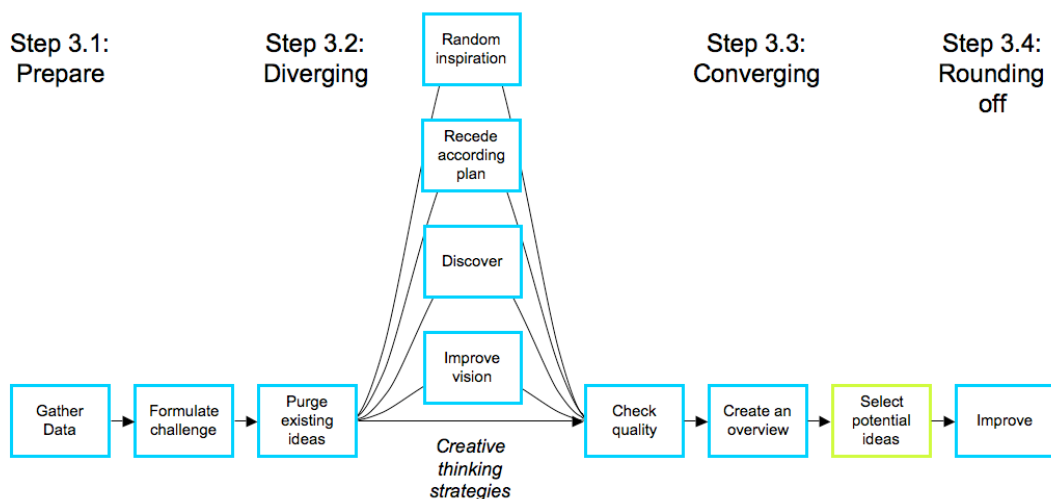 Step 3.1:
Prepare
Step 3.2:
Diverging
Random
inspiration
Step 3.3:
Converging
Step 3.4:
Rounding
off
Recede
according
plan
Discover
Improve
vision
Gather
Data
Formulate
challenge
Purge
existing
ideas
Check
quality
Create an
overview
Select
potential
ideas
Improve
Creative
thinking
strategies